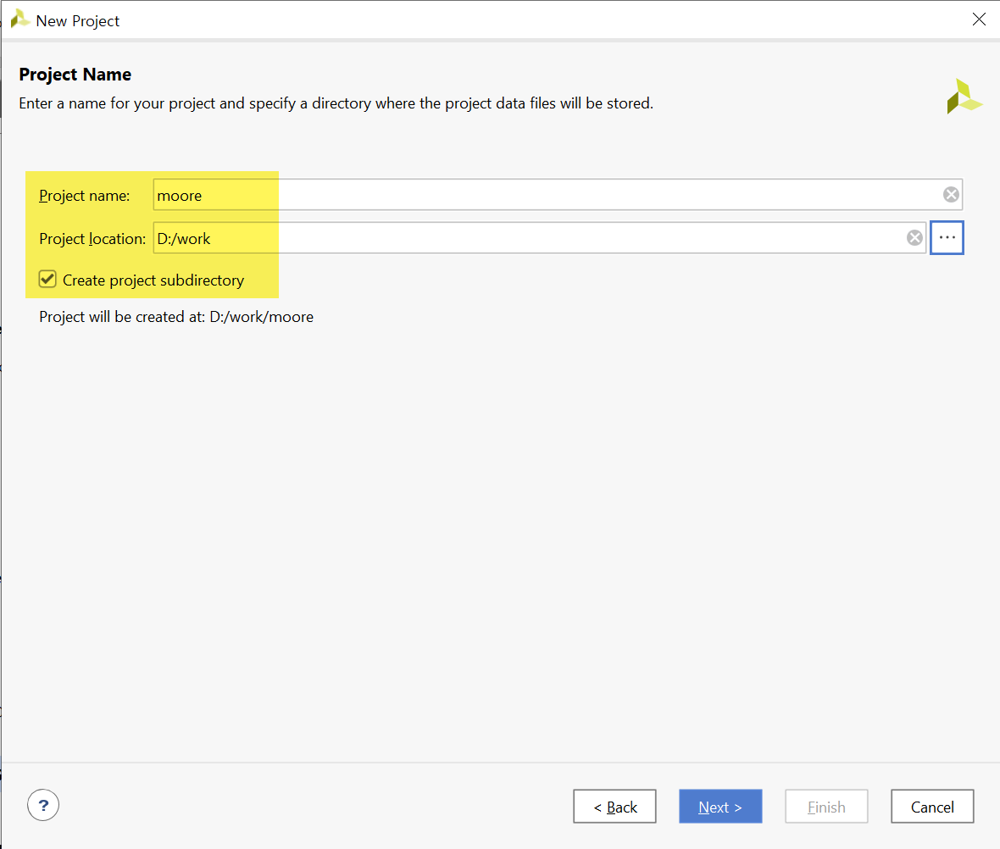 New Project
Project Name
Enter a name for your project and specify a directory where the project data files will be stored.
Project name: moore
Project location: D:/work ...
Create project subdirectory
Project will be created at: D:/work/moore
? < Back Next > Finish Cancel